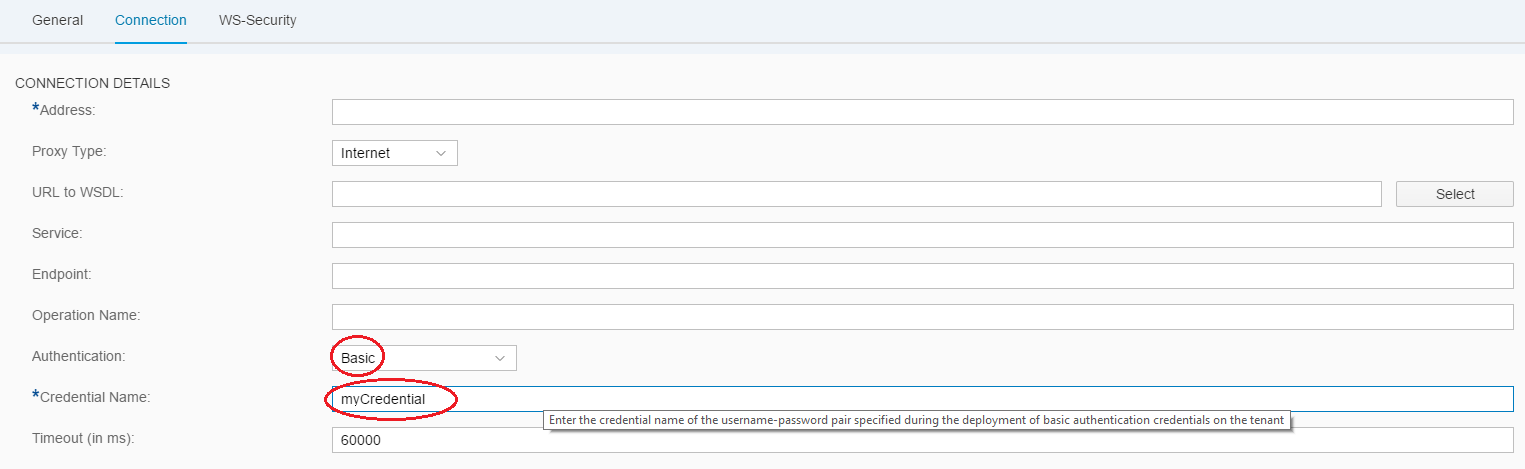 General Connection WS-Security
CONNECTION DETAILS
*Address:
Proxy Type: Internet
URL to WSDL: Select
Service:
Endpoint:
Operation Name:
Authentication: Basic
*Credential Name: myCredential
Enter the credential name of the username-password pair specified during the deployment of basic authentication credentials on the tenant
Timeout (in ms): 60000